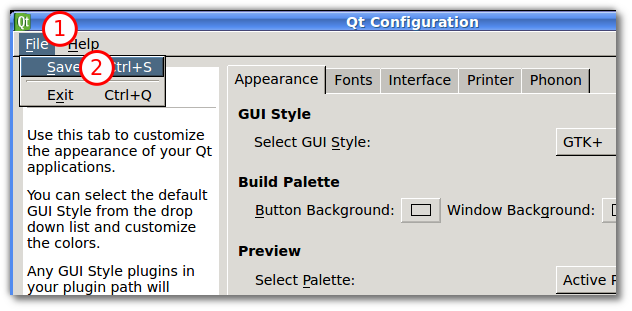 Qt Qt Configuration
1
File Help
Save Ctrl+S
2
Exit Ctrl+Q
Appearance Fonts Interface Printer Phonon
Use this tab to customize
the appearance of your Qt
applications.
You can select the default
GUI Style from the drop
down list and customize
the colors.
Any GUI Style plugins in
your plugin path will
GUI Style
Select GUI Style: GTK+
Build Palette
Button Background: Window Background:
Preview
Select Palette: Active